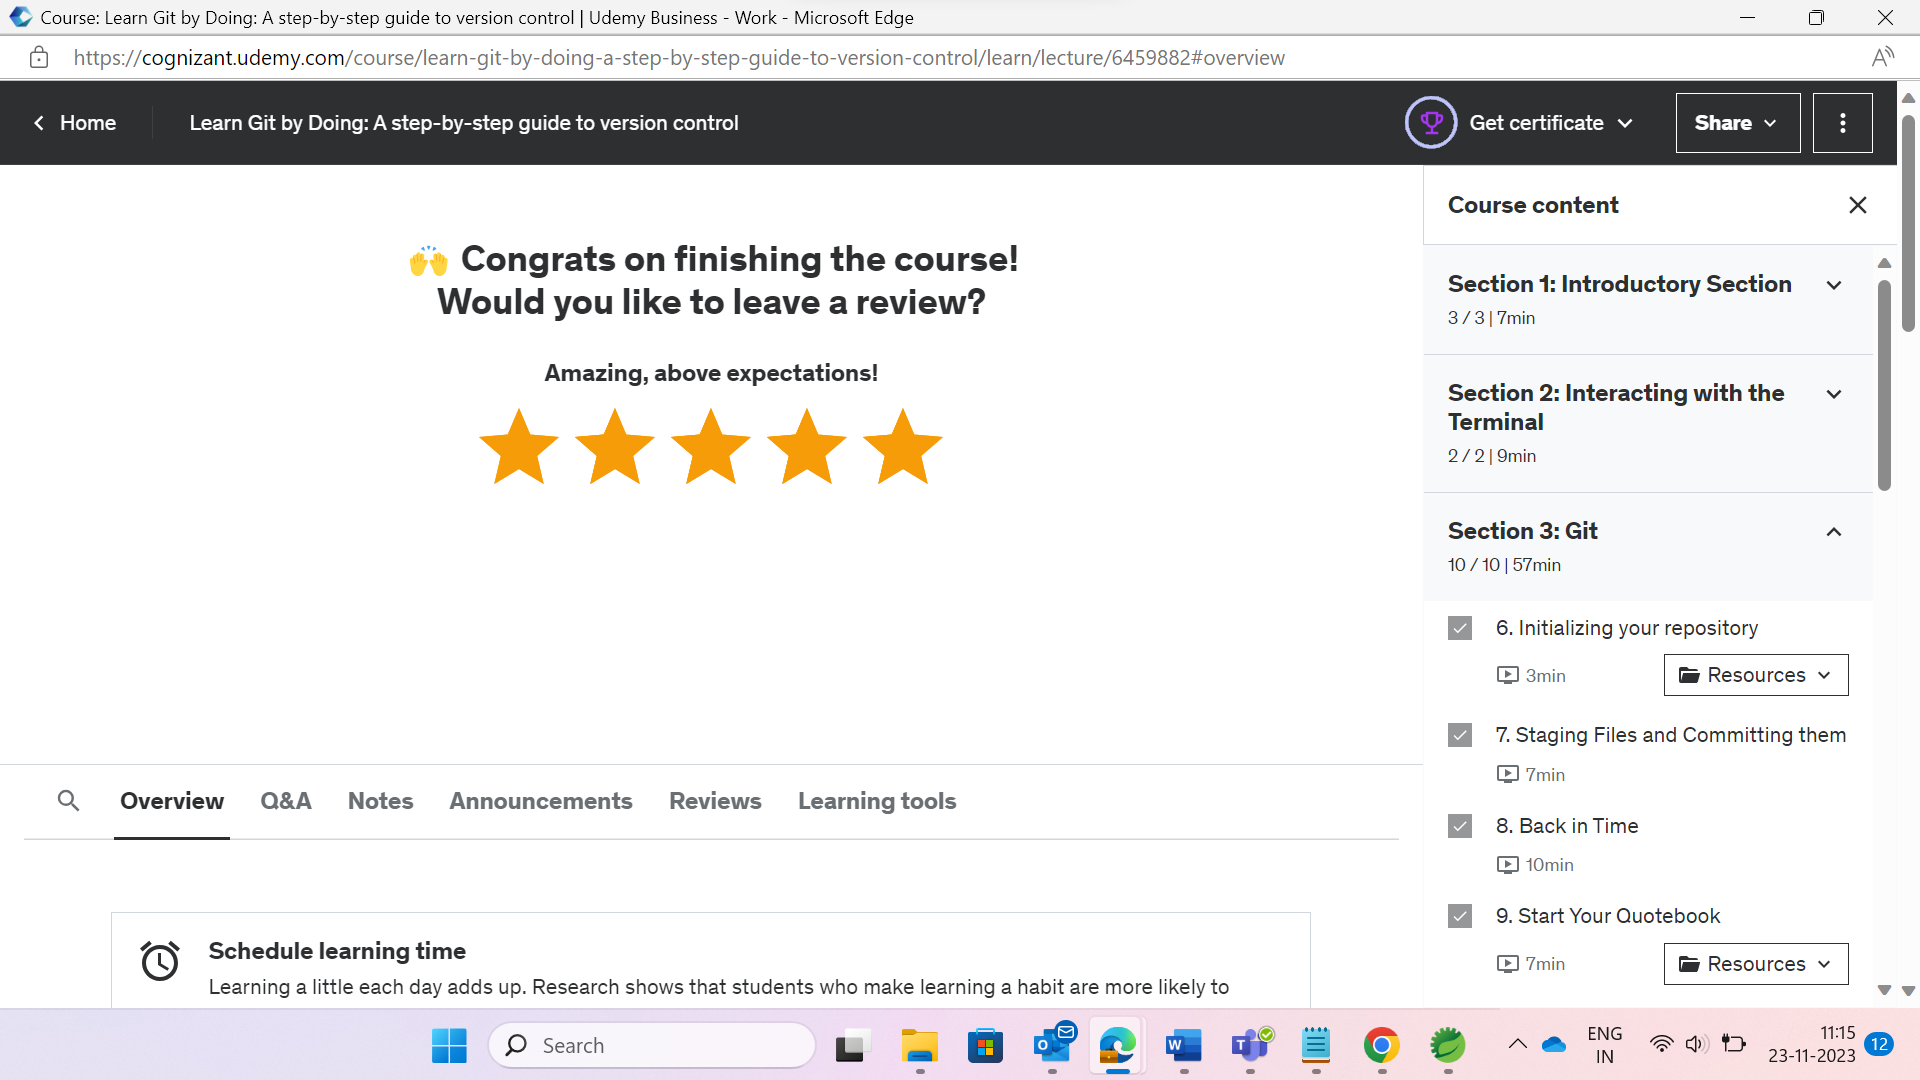 Course: Learn Git by Doing: A step-by-step guide to version control | Udemy Business - Work - Microsoft Edge
https://cognizant.udemy.com/course/learn-git-by-doing-a-step-by-step-guide-to-version-control/learn/lecture/6459882#overview
Home
Learn Git by Doing: A step-by-step guide to version control
Get certificate
Share
Congrats on finishing the course!
Would you like to leave a review?
Amazing, above expectations!
Course content
Section 1: Introductory Section
3 / 3 | 7min
Section 2: Interacting with the
Terminal
2 / 2 | 9min
Section 3: Git
10 / 10 | 57min
6. Initializing your repository
3min
Resources
7. Staging Files and Committing them
7min
8. Back in Time
10min
9. Start Your Quotebook
7min
Resources
Overview
Q&A
Notes
Announcements
Reviews
Learning tools
Schedule learning time
Learning a little each day adds up. Research shows that students who make learning a habit are more likely to
Search
ENG
IN
11:15
23-11-2023
12